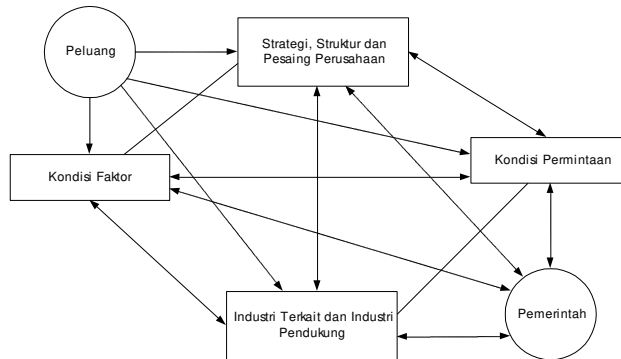 Peluang
Strategi, Struktur dan
Pesaing Perusahaan
Kondisi Faktor
Kondisi Permintaan
Industri Terkait dan Industri
Pendukung
Pemerintah